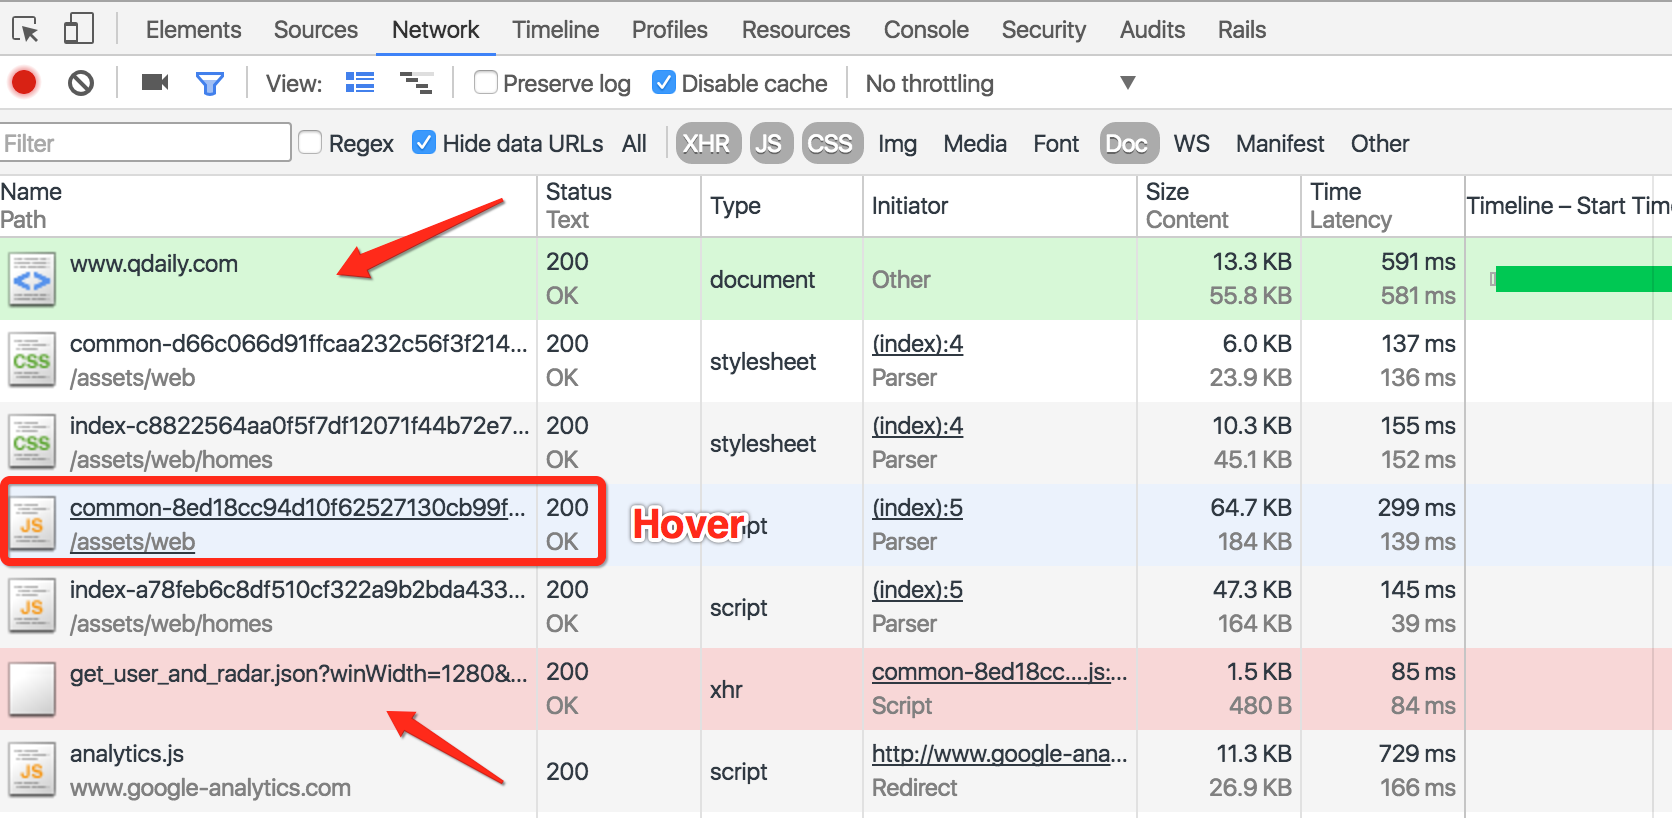 Elements Sources Network Timeline Profiles Resources Console Security Audits Rails
View: Preserve log Disable cache No throttling
Filter Regex Hide data URLs All XHR JS CSS Img Media Font Doc WS Manifest Other
Name Status Type Initiator Size Time Timeline – Start Time
Path Text Content Latency
www.qdaily.com 200 document Other 13.3 KB 591 ms
OK 55.8 KB 581 ms
CSS common-d66c066d91ffcaa232c56f3f214... 200 stylesheet (index):4 6.0 KB 137 ms
/assets/web OK Parser 23.9 KB 136 ms
CSS index-c8822564aa0f5f7df12071f44b72e7... 200 stylesheet (index):4 10.3 KB 155 ms
/assets/web/homes OK Parser 45.1 KB 152 ms
JS common-8ed18cc94d10f62527130cb99f... 200 Hover pt (index):5 64.7 KB 299 ms
/assets/web OK Parser 184 KB 139 ms
JS index-a78feb6c8df510cf322a9b2bda433... 200 script (index):5 47.3 KB 145 ms
/assets/web/homes OK Parser 164 KB 39 ms
get_user_and_radar.json?winWidth=1280&... 200 xhr common-8ed18cc....js:... 1.5 KB 85 ms
OK Script 480 B 84 ms
JS analytics.js 200 script http://www.google-ana... 11.3 KB 729 ms
www.google-analytics.com Redirect 26.9 KB 166 ms